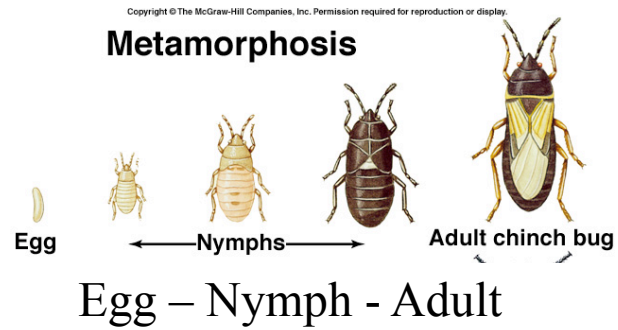 Copyright © The McGraw-Hill Companies, Inc. Permission required for reproduction or display.
Metamorphosis
Egg
Nymphs
Adult chinch bug
Egg – Nymph - Adult